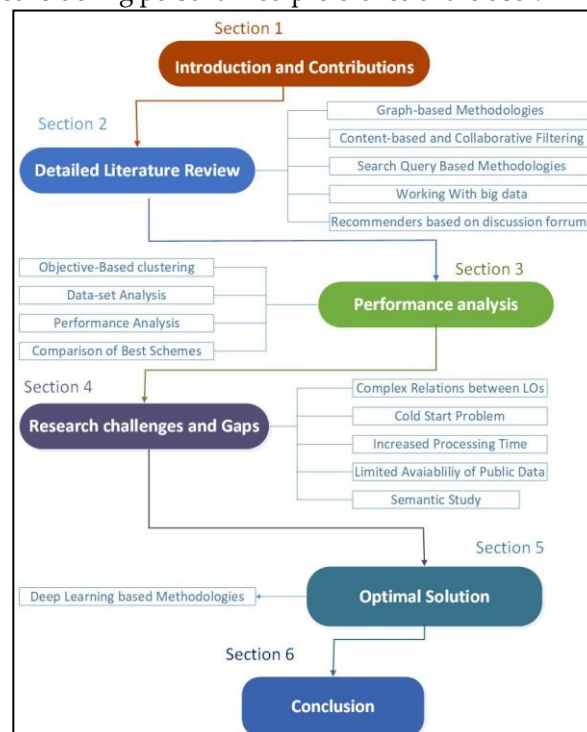 Section 1
Introduction and Contributions
Section 2
Detailed Literature Review
Graph-based Methodologies
Content-based and Collaborative Filtering
Search Query Based Methodologies
Working With big data
Recommenders based on discussion forrum
Section 3
Performance analysis
Objective-Based clustering
Data-set Analysis
Performance Analysis
Comparison of Best Schemes
Section 4
Research challenges and Gaps
Complex Relations between LOs
Cold Start Problem
Increased Processing Time
Limited Avaiabliliy of Public Data
Semantic Study
Section 5
Optimal Solution
Deep Learning based Methodologies
Section 6
Conclusion